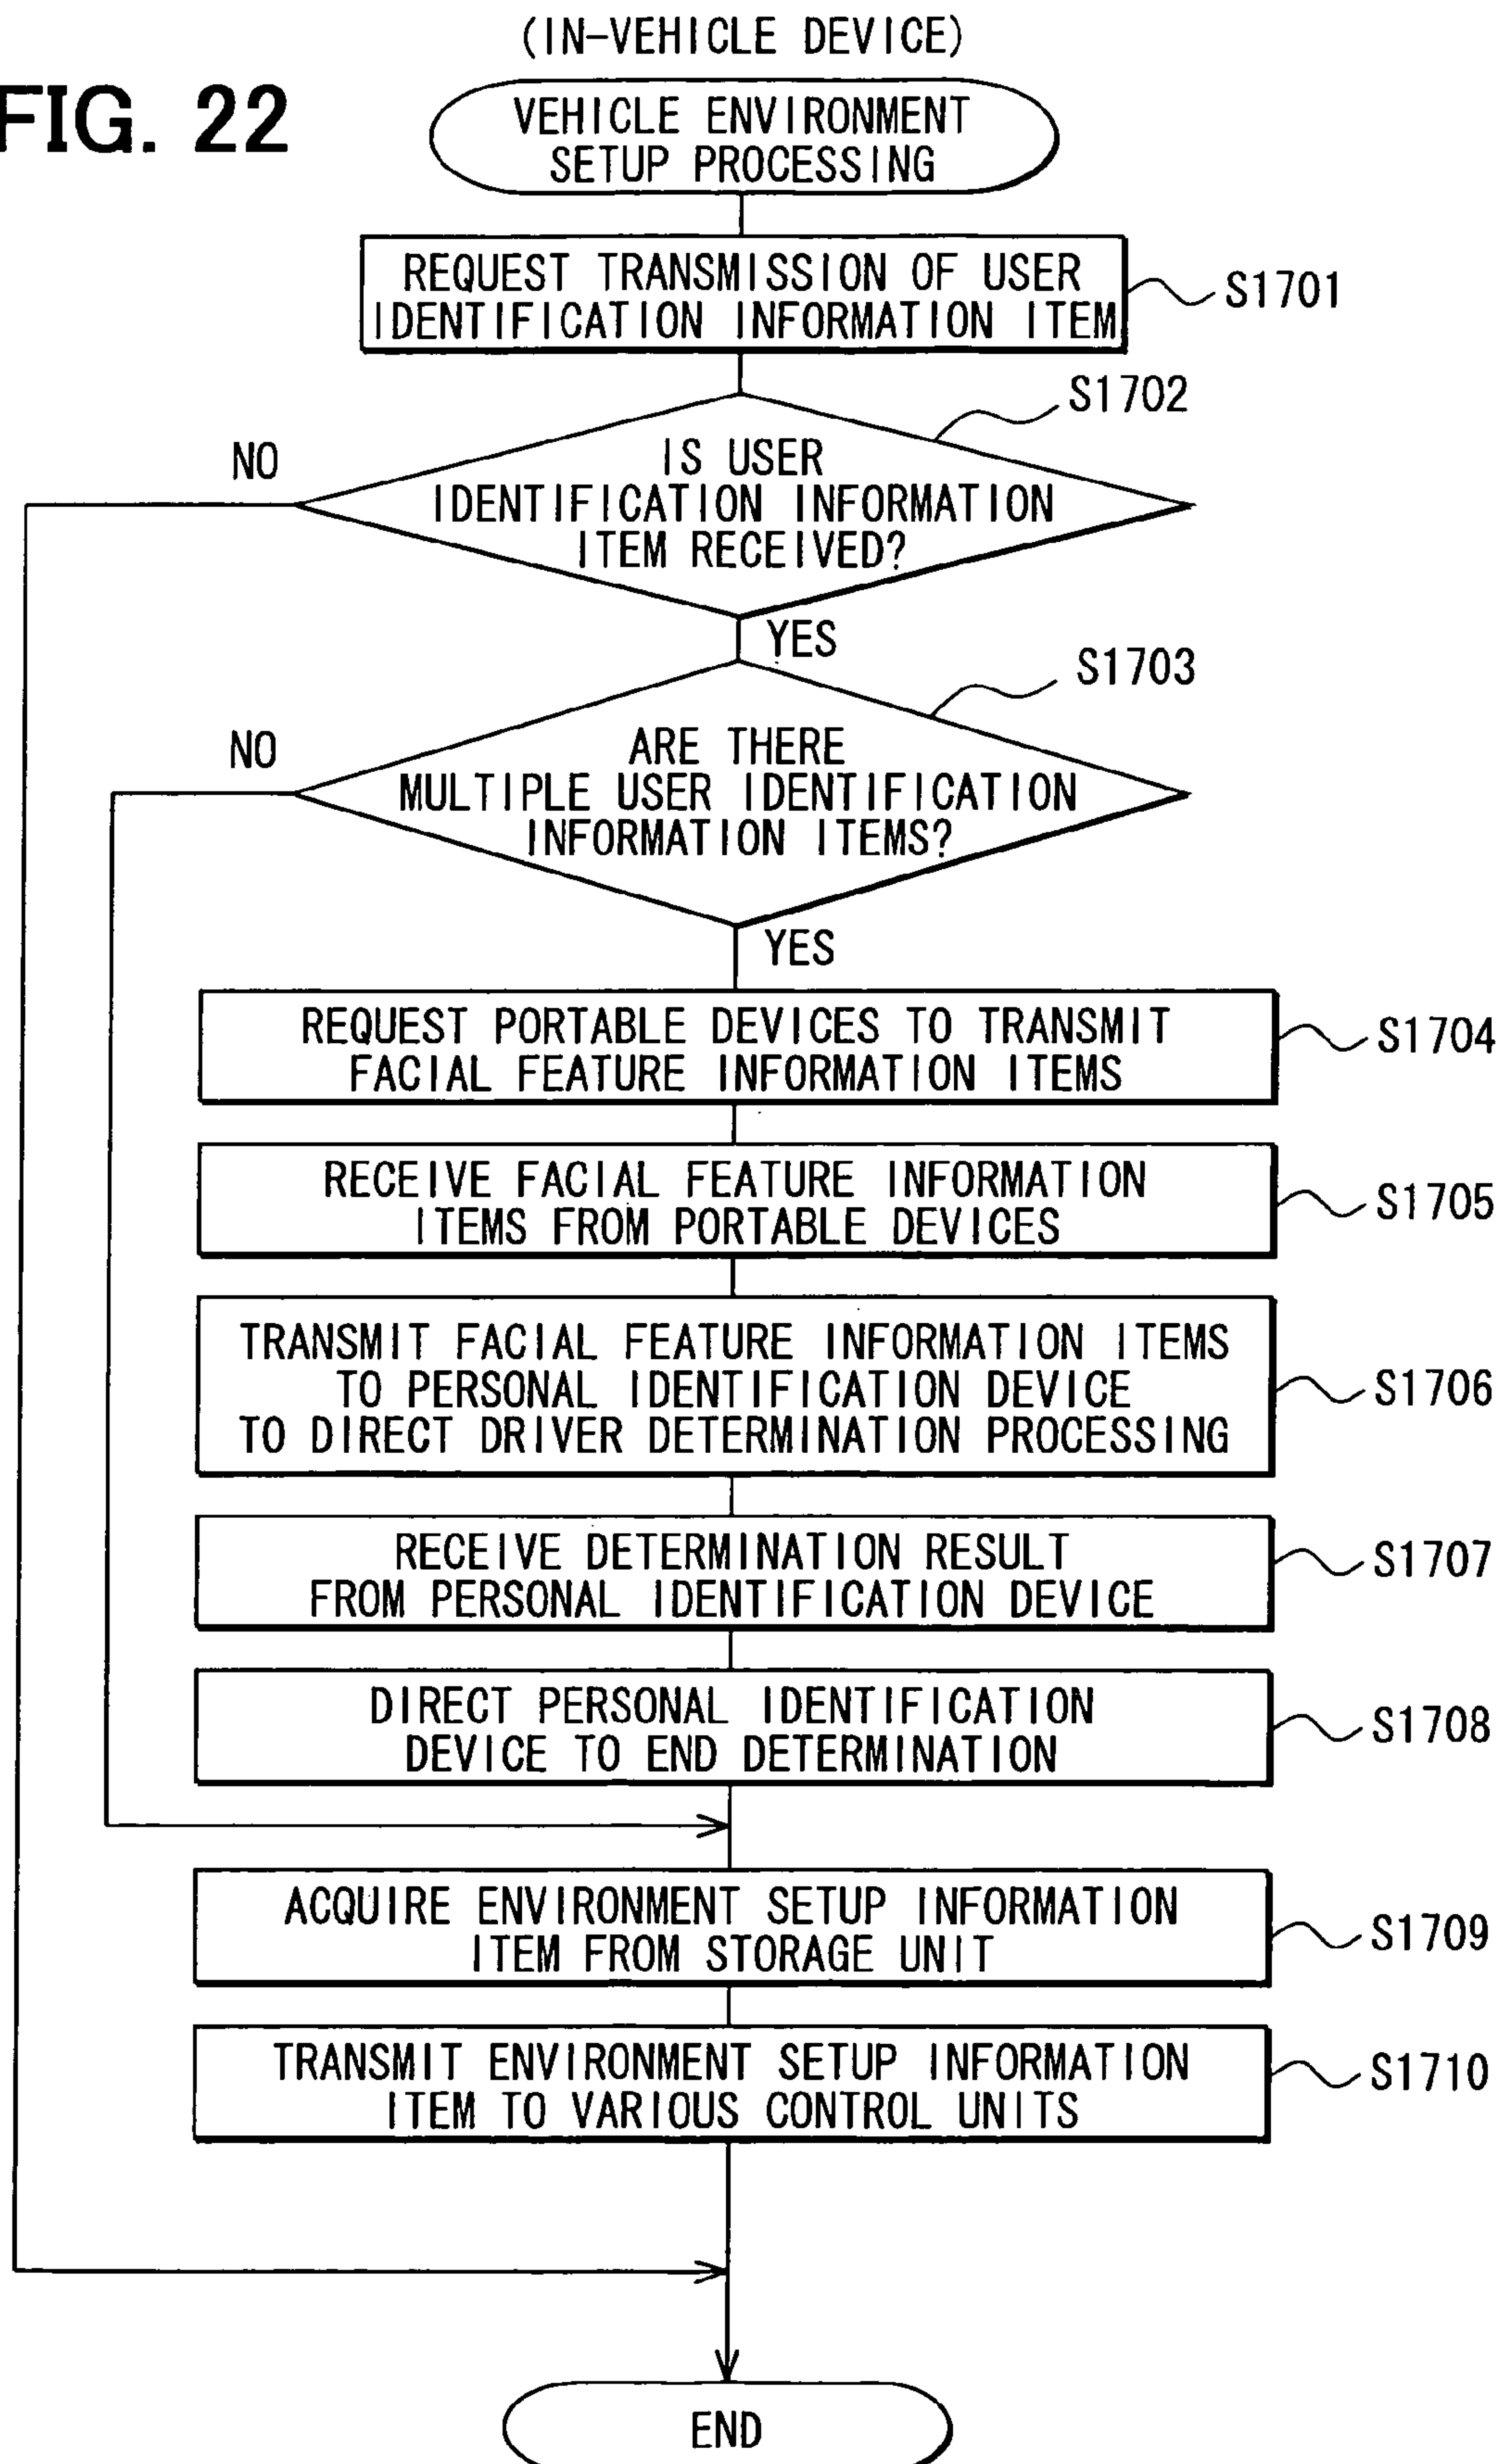 (IN-VEHICLE DEVICE)
FIG. 22
VEHICLE ENVIRONMENT
SETUP PROCESSING
REQUEST TRANSMISSION OF USER
IDENTIFICATION INFORMATION ITEM
S1701
S1702
NO
IS USER
IDENTIFICATION INFORMATION
ITEM RECEIVED?
YES
S1703
NO
ARE THERE
MULTIPLE USER IDENTIFICATION
INFORMATION ITEMS?
YES
REQUEST PORTABLE DEVICES TO TRANSMIT
FACIAL FEATURE INFORMATION ITEMS
S1704
RECEIVE FACIAL FEATURE INFORMATION
ITEMS FROM PORTABLE DEVICES
S1705
TRANSMIT FACIAL FEATURE INFORMATION ITEMS
TO PERSONAL IDENTIFICATION DEVICE
TO DIRECT DRIVER DETERMINATION PROCESSING
S1706
RECEIVE DETERMINATION RESULT
FROM PERSONAL IDENTIFICATION DEVICE
S1707
DIRECT PERSONAL IDENTIFICATION
DEVICE TO END DETERMINATION
S1708
ACQUIRE ENVIRONMENT SETUP INFORMATION
ITEM FROM STORAGE UNIT
S1709
TRANSMIT ENVIRONMENT SETUP INFORMATION
ITEM TO VARIOUS CONTROL UNITS
S1710
END